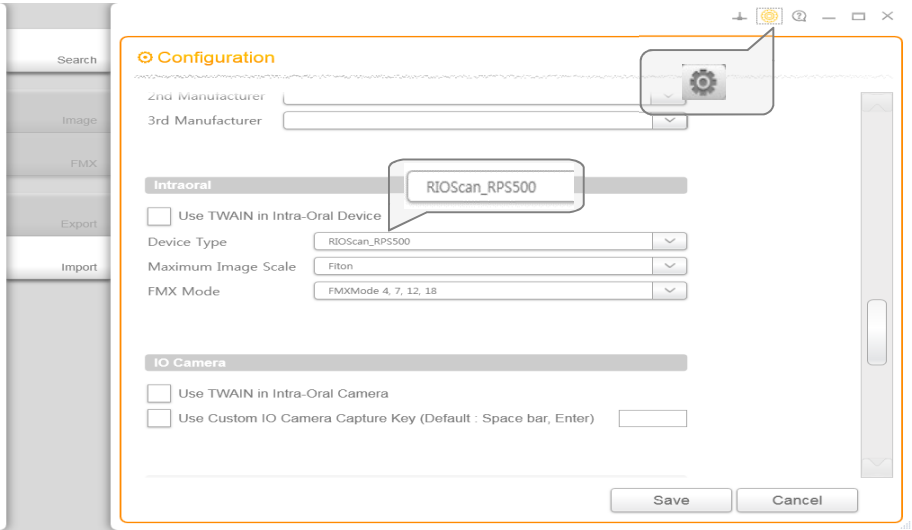 Search
Image
FMX
Export
Import
Configuration
2nd Manufacturer
3rd Manufacturer
Intraoral
RIOScan_RPS500
Use TWAIN in Intra-Oral Device
Device Type RIOScan_RPS500
Maximum Image Scale Fiton
FMX Mode FMXMode 4, 7, 12, 18
IO Camera
Use TWAIN in Intra-Oral Camera
Use Custom IO Camera Capture Key (Default : Space bar, Enter)
Save Cancel